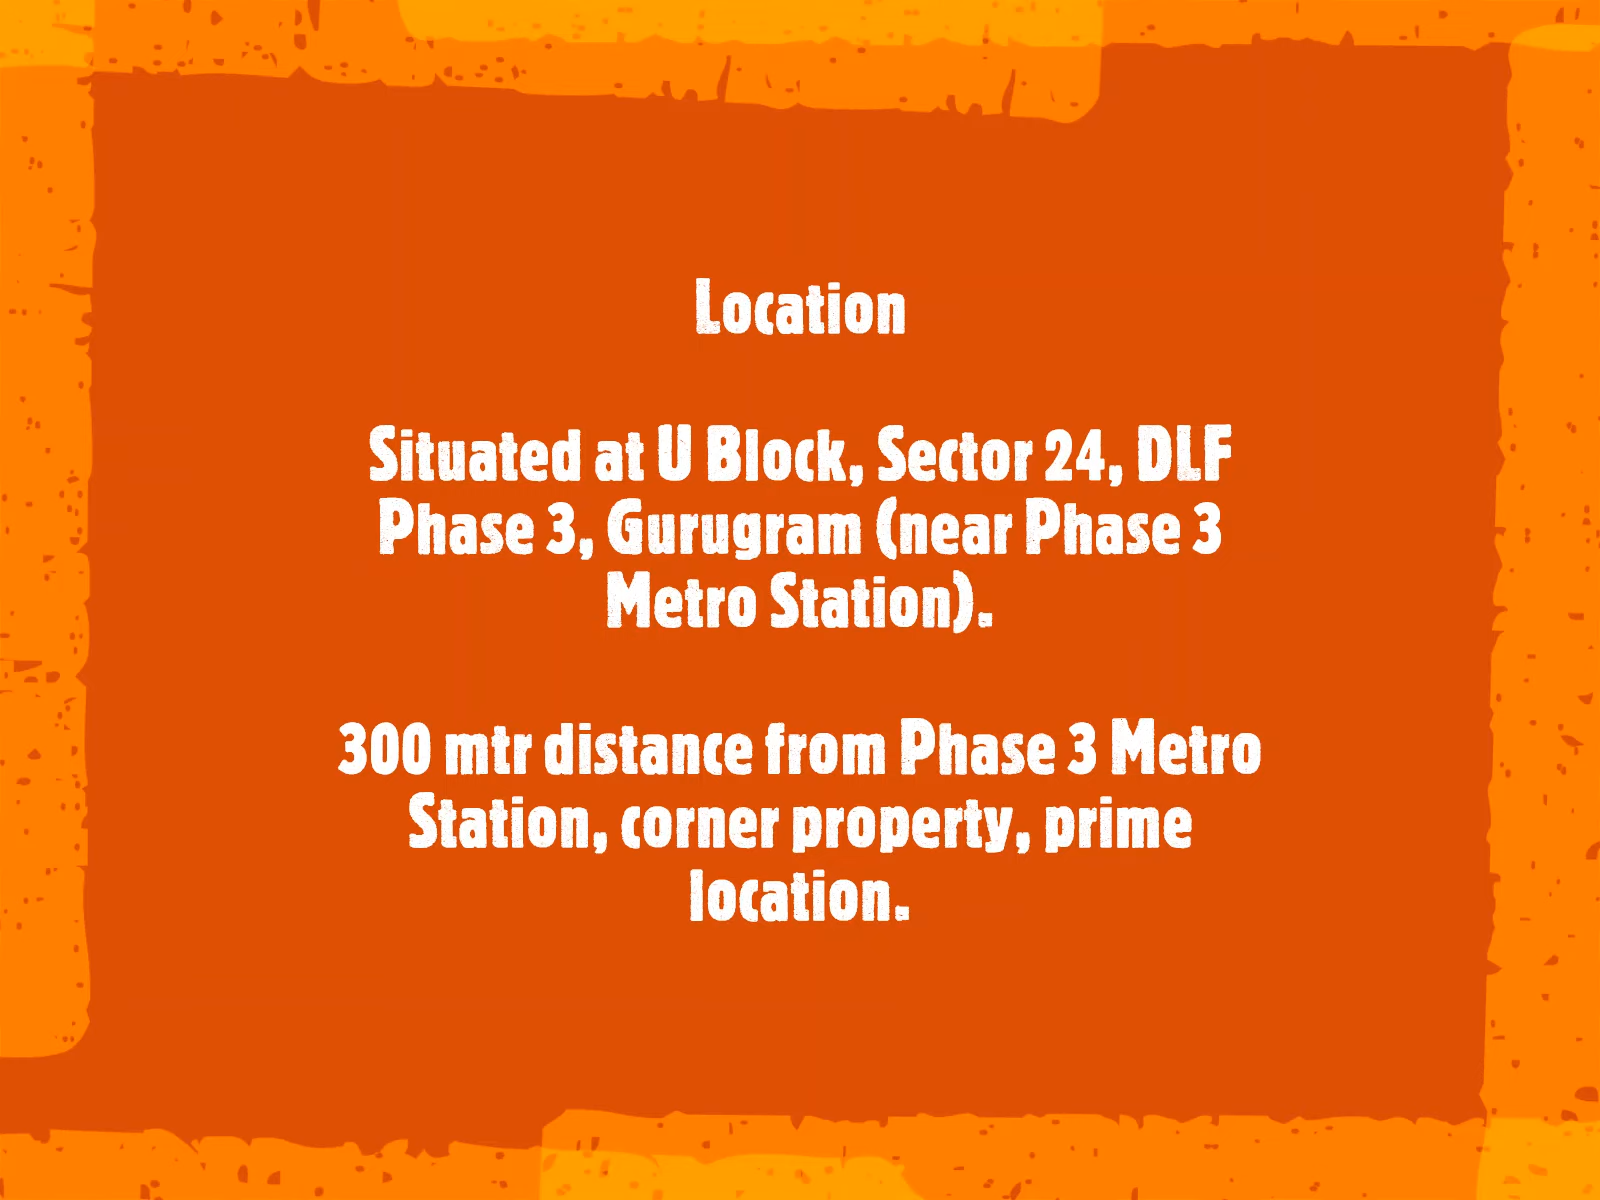 Location
Situated at U Block, Sector 24, DLF
Phase 3, Gurugram (near Phase 3
Metro Station).
300 mtr distance from Phase 3 Metro
Station, corner property, prime
location.